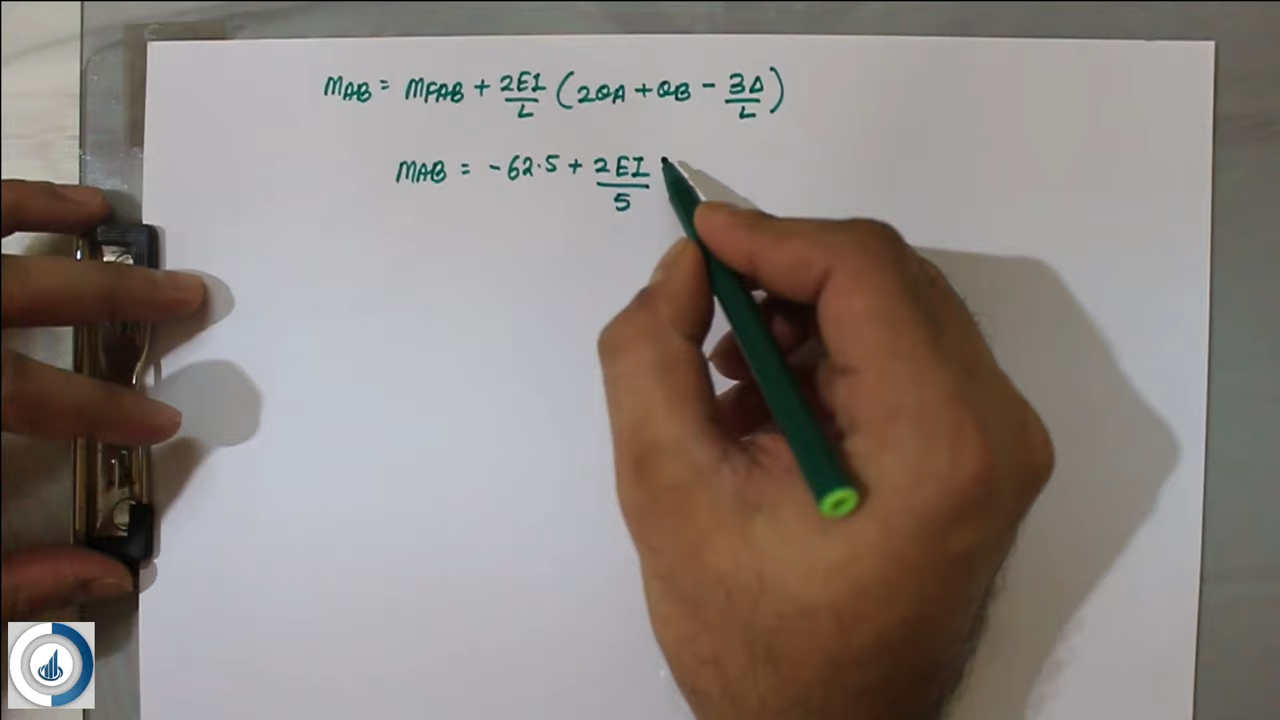 MAB = MFAB + 2EI/L (2θA + θB - 3Δ/L)
MAB = -62.5 + 2EI/5